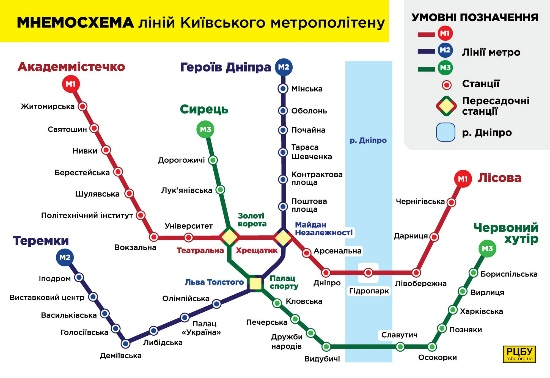 МНЕМОСХЕМА ліній Київського метрополітену
УМОВНІ ПОЗНАЧЕННЯ
М1
М2
М3
Лінії метро
Станції
Пересадочні
станції
р. Дніпро
Академмістечко
М1
Житомирська
Святошин
Нивки
Берестейська
Шулявська
Політехнічний інститут
Вокзальна
Університет
Театральна
Хрещатик
Арсенальна
Дніпро
Гідропарк
Лівобережна
Дарниця
Чернігівська
М1
Лісова
Героїв Дніпра
М2
Мінська
Оболонь
Почайна
Тараса
Шевченка
Контрактова
площа
Поштова
площа
Майдан
Незалежності
Льва Толстого
Олімпійська
Палац
«Україна»
Либідська
Деміївська
Голосіївська
Васильківська
Виставковий центр
Іподром
М2
Теремки
Сирець
М3
Дорогожичі
Лук'янівська
Золоті
ворота
Палац
спорту
Кловська
Печерська
Дружби
народів
Видубичі
Славутич
Осокорки
Позняки
Харківська
Вирлиця
Бориспільська
М3
Червоний
хутір
р. Дніпро
РЦБУ